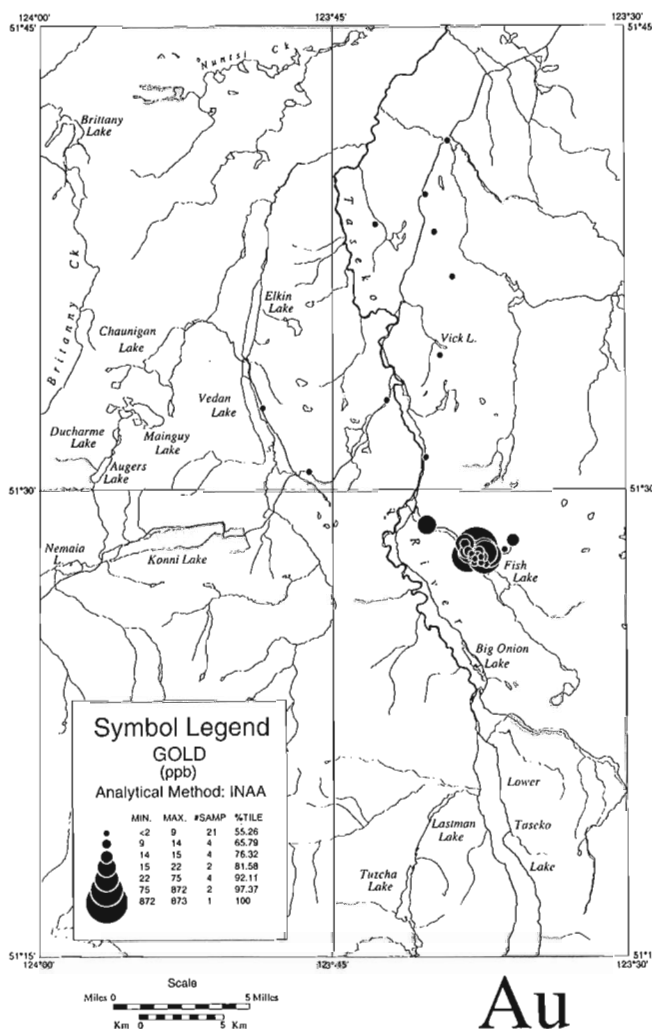 124°00' 123°45' 123°30'
51°45' 51°45'
Nuntsi Ck
Brittany
Lake
Taseko
Britanny Ck
Elkin
Lake
Chaunigan
Lake
Vick L.
Vedan
Lake
Ducharme
Lake
Mainguy
Lake
Augers
Lake
51°30' 51°30'
Nemaia
L.
Konni Lake
River
Fish
Lake
Big Onion
Lake
Symbol Legend
GOLD
(ppb)
Analytical Method: INAA
MIN. MAX. #SAMP %TILE
<2 9 21 55.26
9 14 4 65.79
14 15 4 76.32
15 22 2 81.58
22 75 4 92.11
75 872 2 97.37
872 873 1 100
Lower
Taseko
Lake
Lastman
Lake
Tuzcha
Lake
51°15' 51°1
124°00' 123°45' 123°30'
Scale
Miles 0 5 Miles
Km 0 5 Km
Au